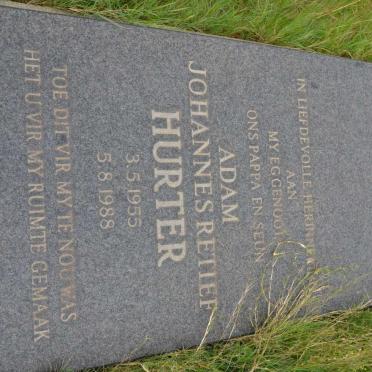 IN LIEFDEVOLLE HERINNERING
AAN
MY EGGENOOT
ONS PAPPA EN SEUN
ADAM
JOHANNES RETIEF
HURTER
3.5.1955
5.8.1988
TOE DIT VIR MY TE NOU WAS
HET U VIR MY RUIMTE GEMAAK